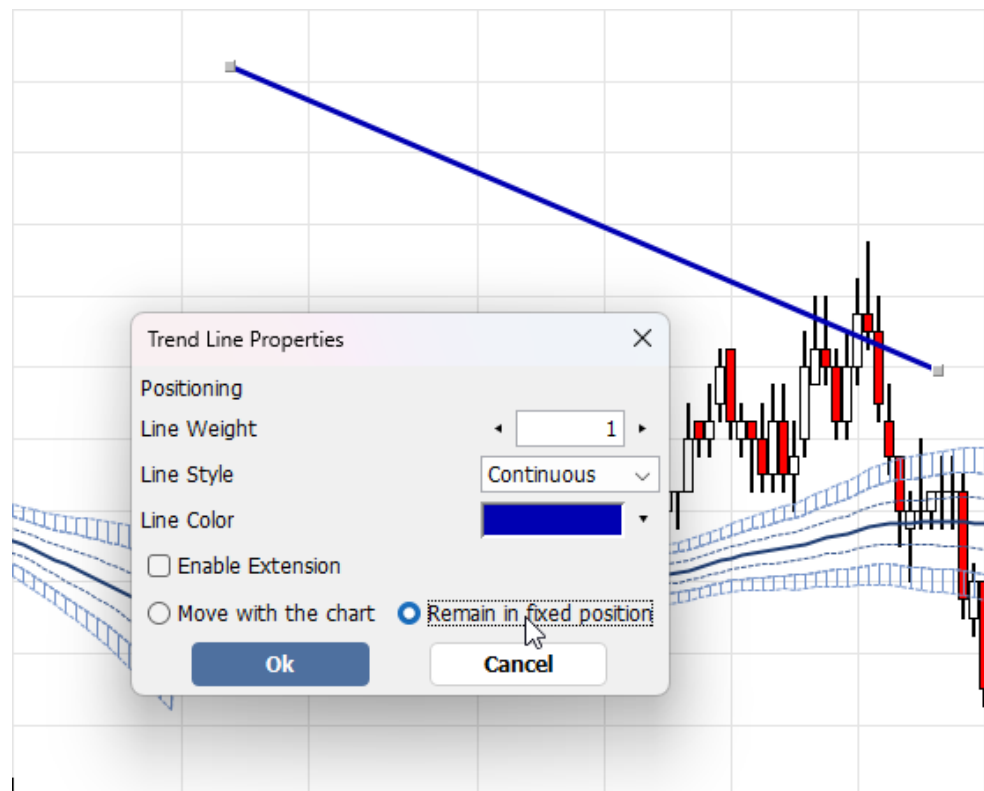 Trend Line Properties
Positioning
Line Weight 1
Line Style Continuous
Line Color
Enable Extension
Move with the chart Remain in fixed position
Ok Cancel